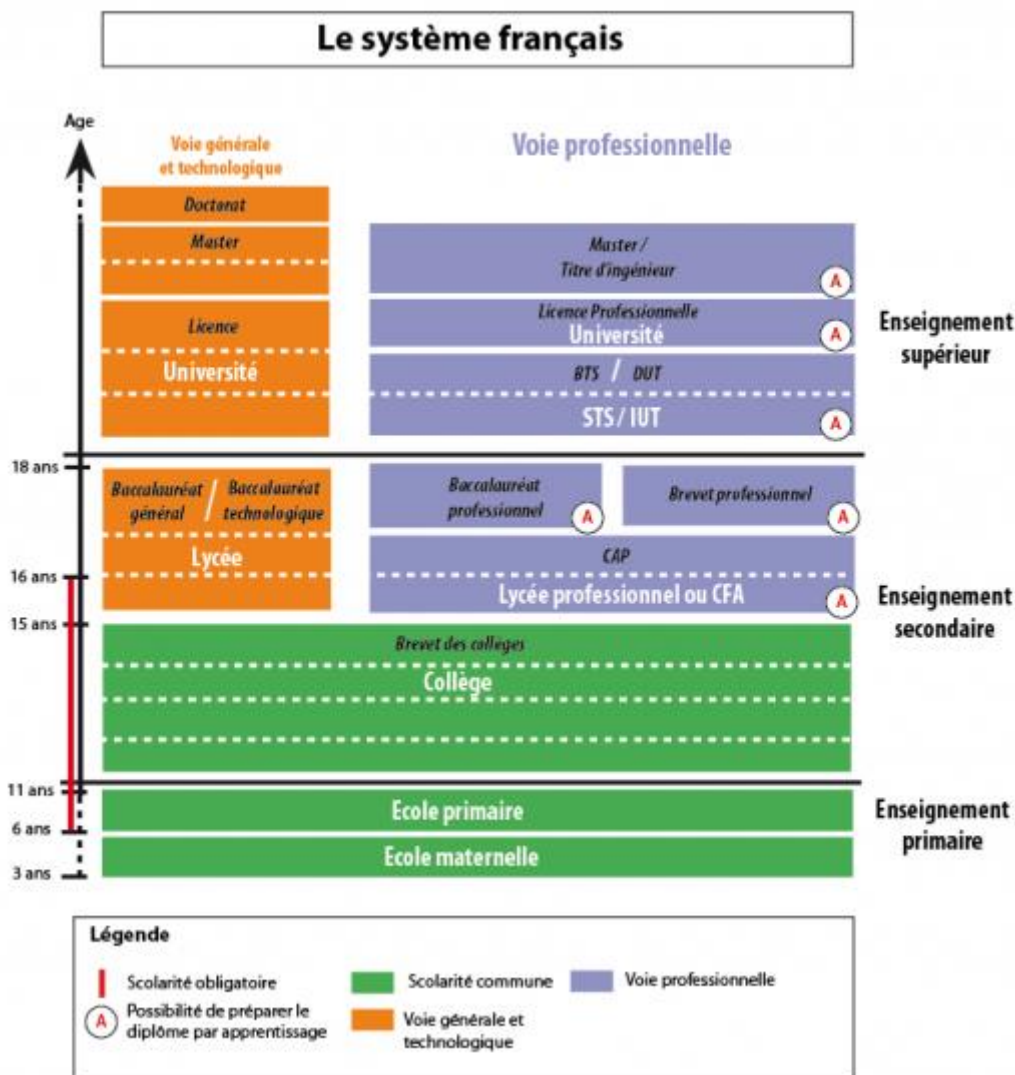 Le système français
Age
Voie générale
et technologique
Voie professionnelle
Doctorat
Master
Master /
Titre d'ingénieur
A
Licence
Université
Licence Professionnelle
Université
A
BTS / DUT
STS / IUT
A
Enseignement
supérieur
18 ans
Baccalauréat
général
/
Baccalauréat
technologique
Lycée
Baccalauréat
professionnel
A
Brevet professionnel
A
CAP
Lycée professionnel ou CFA
A
16 ans
15 ans
Enseignement
secondaire
Brevet des collèges
Collège
11 ans
Ecole primaire
6 ans
Ecole maternelle
3 ans
Enseignement
primaire
Légende
Scolarité obligatoire
A
Possibilité de préparer le
diplôme par apprentissage
Scolarité commune
Voie générale et
technologique
Voie professionnelle